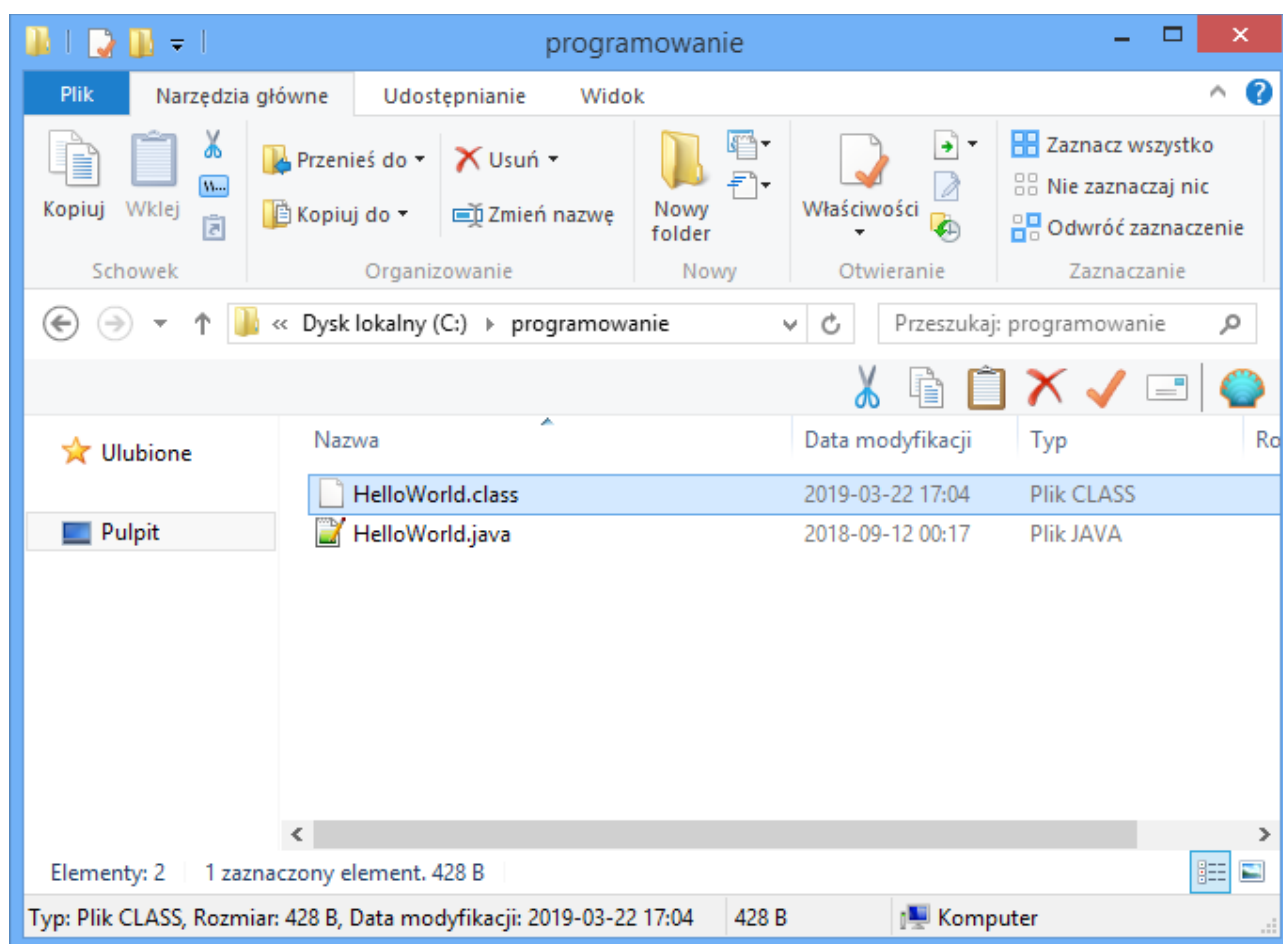 programowanie
Plik Narzędzia główne Udostępnianie Widok
Kopiuj
Wklej
Schowek
Przenieś do
Kopiuj do
Usuń
Zmień nazwę
Organizowanie
Nowy
folder
Nowy
Właściwości
Otwieranie
Zaznacz wszystko
Nie zaznaczaj nic
Odwróć zaznaczenie
Zaznaczanie
« Dysk lokalny (C:) programowanie
Przeszukaj: programowanie
Ulubione
Pulpit
Nazwa Data modyfikacji Typ Ro
HelloWorld.class 2019-03-22 17:04 Plik CLASS
HelloWorld.java 2018-09-12 00:17 Plik JAVA
Elementy: 2 1 zaznaczony element. 428 B
Typ: Plik CLASS, Rozmiar: 428 B, Data modyfikacji: 2019-03-22 17:04 428 B Komputer